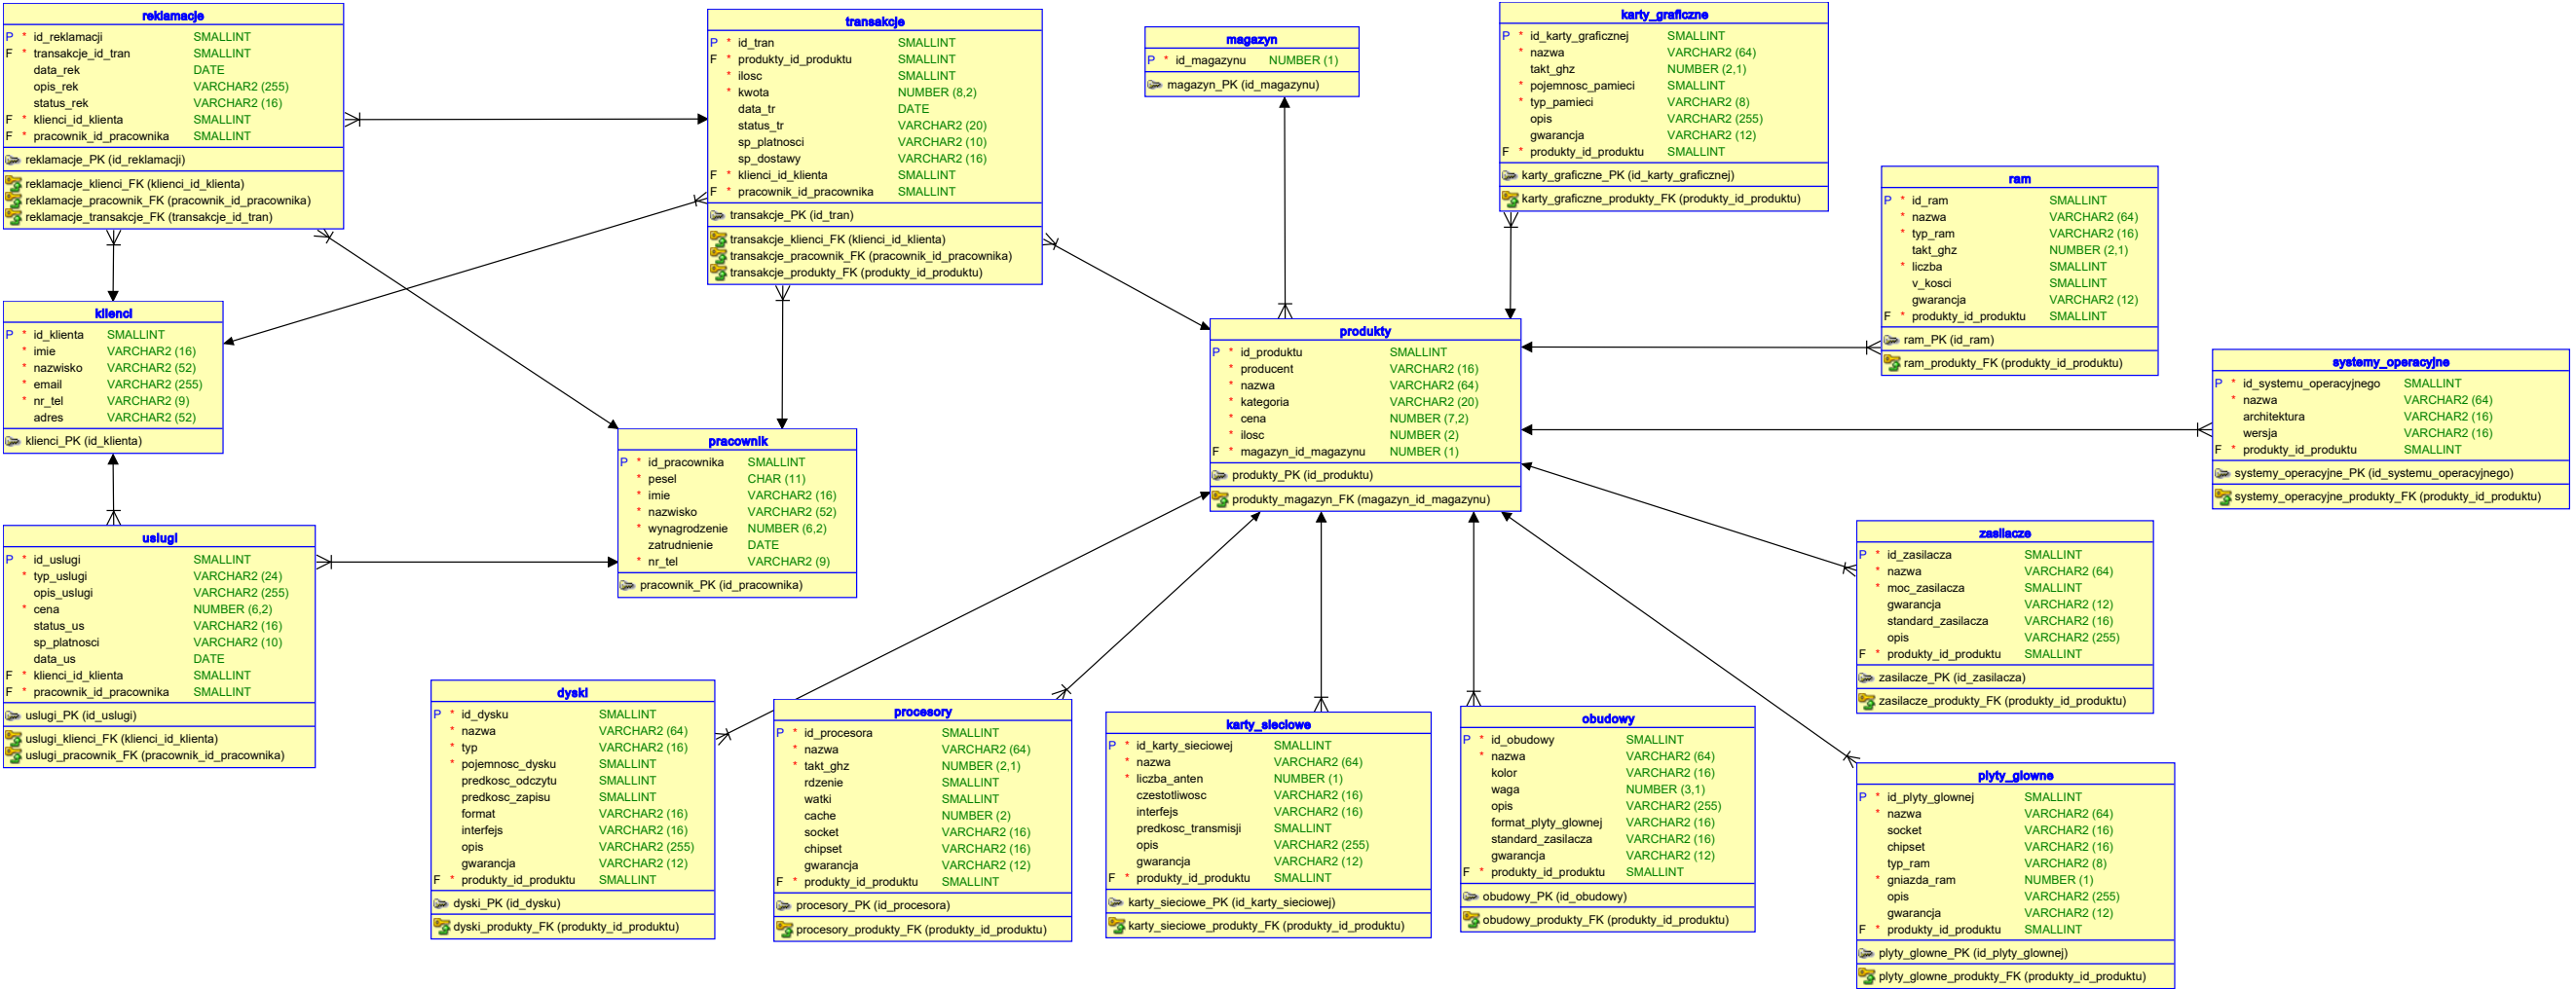 reklamacje
P * id_reklamacji SMALLINT
F * transakcje_id_tran SMALLINT
data_rek DATE
opis_rek VARCHAR2 (255)
status_rek VARCHAR2 (16)
F * klienci_id_klienta SMALLINT
F * pracownik_id_pracownika SMALLINT
reklamacje_PK (id_reklamacji)
reklamacje_klienci_FK (klienci_id_klienta)
reklamacje_pracownik_FK (pracownik_id_pracownika)
reklamacje_transakcje_FK (transakcje_id_tran)
transakcje
P * id_tran SMALLINT
F * produkty_id_produktu SMALLINT
* ilosc SMALLINT
* kwota NUMBER (8,2)
data_tr DATE
status_tr VARCHAR2 (20)
sp_platnosci VARCHAR2 (10)
sp_dostawy VARCHAR2 (16)
F * klienci_id_klienta SMALLINT
F * pracownik_id_pracownika SMALLINT
transakcje_PK (id_tran)
transakcje_klienci_FK (klienci_id_klienta)
transakcje_pracownik_FK (pracownik_id_pracownika)
transakcje_produkty_FK (produkty_id_produktu)
magazyn
P * id_magazynu NUMBER (1)
magazyn_PK (id_magazynu)
karty_graficzne
P * id_karty_graficznej SMALLINT
* nazwa VARCHAR2 (64)
takt_ghz NUMBER (2,1)
* pojemnosc_pamieci SMALLINT
* typ_pamieci VARCHAR2 (8)
opis VARCHAR2 (255)
gwarancja VARCHAR2 (12)
F * produkty_id_produktu SMALLINT
karty_graficzne_PK (id_karty_graficznej)
karty_graficzne_produkty_FK (produkty_id_produktu)
ram
P * id_ram SMALLINT
* nazwa VARCHAR2 (64)
* typ_ram VARCHAR2 (16)
takt_ghz NUMBER (2,1)
* liczba SMALLINT
v_kosci SMALLINT
gwarancja VARCHAR2 (12)
F * produkty_id_produktu SMALLINT
ram_PK (id_ram)
ram_produkty_FK (produkty_id_produktu)
klienci
P * id_klienta SMALLINT
* imie VARCHAR2 (16)
* nazwisko VARCHAR2 (52)
* email VARCHAR2 (255)
* nr_tel VARCHAR2 (9)
adres VARCHAR2 (52)
klienci_PK (id_klienta)
pracownik
P * id_pracownika SMALLINT
* pesel CHAR (11)
* imie VARCHAR2 (16)
* nazwisko VARCHAR2 (52)
* wynagrodzenie NUMBER (6,2)
zatrudnienie DATE
* nr_tel VARCHAR2 (9)
pracownik_PK (id_pracownika)
produkty
P * id_produktu SMALLINT
* producent VARCHAR2 (16)
* nazwa VARCHAR2 (64)
* kategoria VARCHAR2 (20)
* cena NUMBER (7,2)
* ilosc NUMBER (2)
F * magazyn_id_magazynu NUMBER (1)
produkty_PK (id_produktu)
produkty_magazyn_FK (magazyn_id_magazynu)
systemy_operacyjne
P * id_systemu_operacyjnego SMALLINT
* nazwa VARCHAR2 (64)
architektura VARCHAR2 (16)
wersja VARCHAR2 (16)
F * produkty_id_produktu SMALLINT
systemy_operacyjne_PK (id_systemu_operacyjnego)
systemy_operacyjne_produkty_FK (produkty_id_produktu)
uslugi
P * id_uslugi SMALLINT
* typ_uslugi VARCHAR2 (24)
opis_uslugi VARCHAR2 (255)
* cena NUMBER (6,2)
status_us VARCHAR2 (16)
sp_platnosci VARCHAR2 (10)
data_us DATE
F * klienci_id_klienta SMALLINT
F * pracownik_id_pracownika SMALLINT
uslugi_PK (id_uslugi)
uslugi_klienci_FK (klienci_id_klienta)
uslugi_pracownik_FK (pracownik_id_pracownika)
zasilacze
P * id_zasilacza SMALLINT
* nazwa VARCHAR2 (64)
* moc_zasilacza SMALLINT
gwarancja VARCHAR2 (12)
standard_zasilacza VARCHAR2 (16)
opis VARCHAR2 (255)
F * produkty_id_produktu SMALLINT
zasilacze_PK (id_zasilacza)
zasilacze_produkty_FK (produkty_id_produktu)
dyski
P * id_dysku SMALLINT
* nazwa VARCHAR2 (64)
* typ VARCHAR2 (16)
* pojemnosc_dysku SMALLINT
predkosc_odczytu SMALLINT
predkosc_zapisu SMALLINT
format VARCHAR2 (16)
interfejs VARCHAR2 (16)
opis VARCHAR2 (255)
gwarancja VARCHAR2 (12)
F * produkty_id_produktu SMALLINT
dyski_PK (id_dysku)
dyski_produkty_FK (produkty_id_produktu)
procesory
P * id_procesora SMALLINT
* nazwa VARCHAR2 (64)
* takt_ghz NUMBER (2,1)
rdzenie SMALLINT
watki SMALLINT
cache NUMBER (2)
socket VARCHAR2 (16)
chipset VARCHAR2 (16)
gwarancja VARCHAR2 (12)
F * produkty_id_produktu SMALLINT
procesory_PK (id_procesora)
procesory_produkty_FK (produkty_id_produktu)
karty_sieciowe
P * id_karty_sieciowej SMALLINT
* nazwa VARCHAR2 (64)
* liczba_anten NUMBER (1)
czestotliwosc VARCHAR2 (16)
interfejs VARCHAR2 (16)
predkosc_transmisji SMALLINT
opis VARCHAR2 (255)
gwarancja VARCHAR2 (12)
F * produkty_id_produktu SMALLINT
karty_sieciowe_PK (id_karty_sieciowej)
karty_sieciowe_produkty_FK (produkty_id_produktu)
obudowy
P * id_obudowy SMALLINT
* nazwa VARCHAR2 (64)
kolor VARCHAR2 (16)
waga NUMBER (3,1)
opis VARCHAR2 (255)
format_plyty_glownej VARCHAR2 (16)
standard_zasilacza VARCHAR2 (16)
gwarancja VARCHAR2 (12)
F * produkty_id_produktu SMALLINT
obudowy_PK (id_obudowy)
obudowy_produkty_FK (produkty_id_produktu)
plyty_glowne
P * id_plyty_glownej SMALLINT
* nazwa VARCHAR2 (64)
socket VARCHAR2 (16)
chipset VARCHAR2 (16)
typ_ram VARCHAR2 (8)
* gniazda_ram NUMBER (1)
opis VARCHAR2 (255)
gwarancja VARCHAR2 (12)
F * produkty_id_produktu SMALLINT
plyty_glowne_PK (id_plyty_glownej)
plyty_glowne_produkty_FK (produkty_id_produktu)